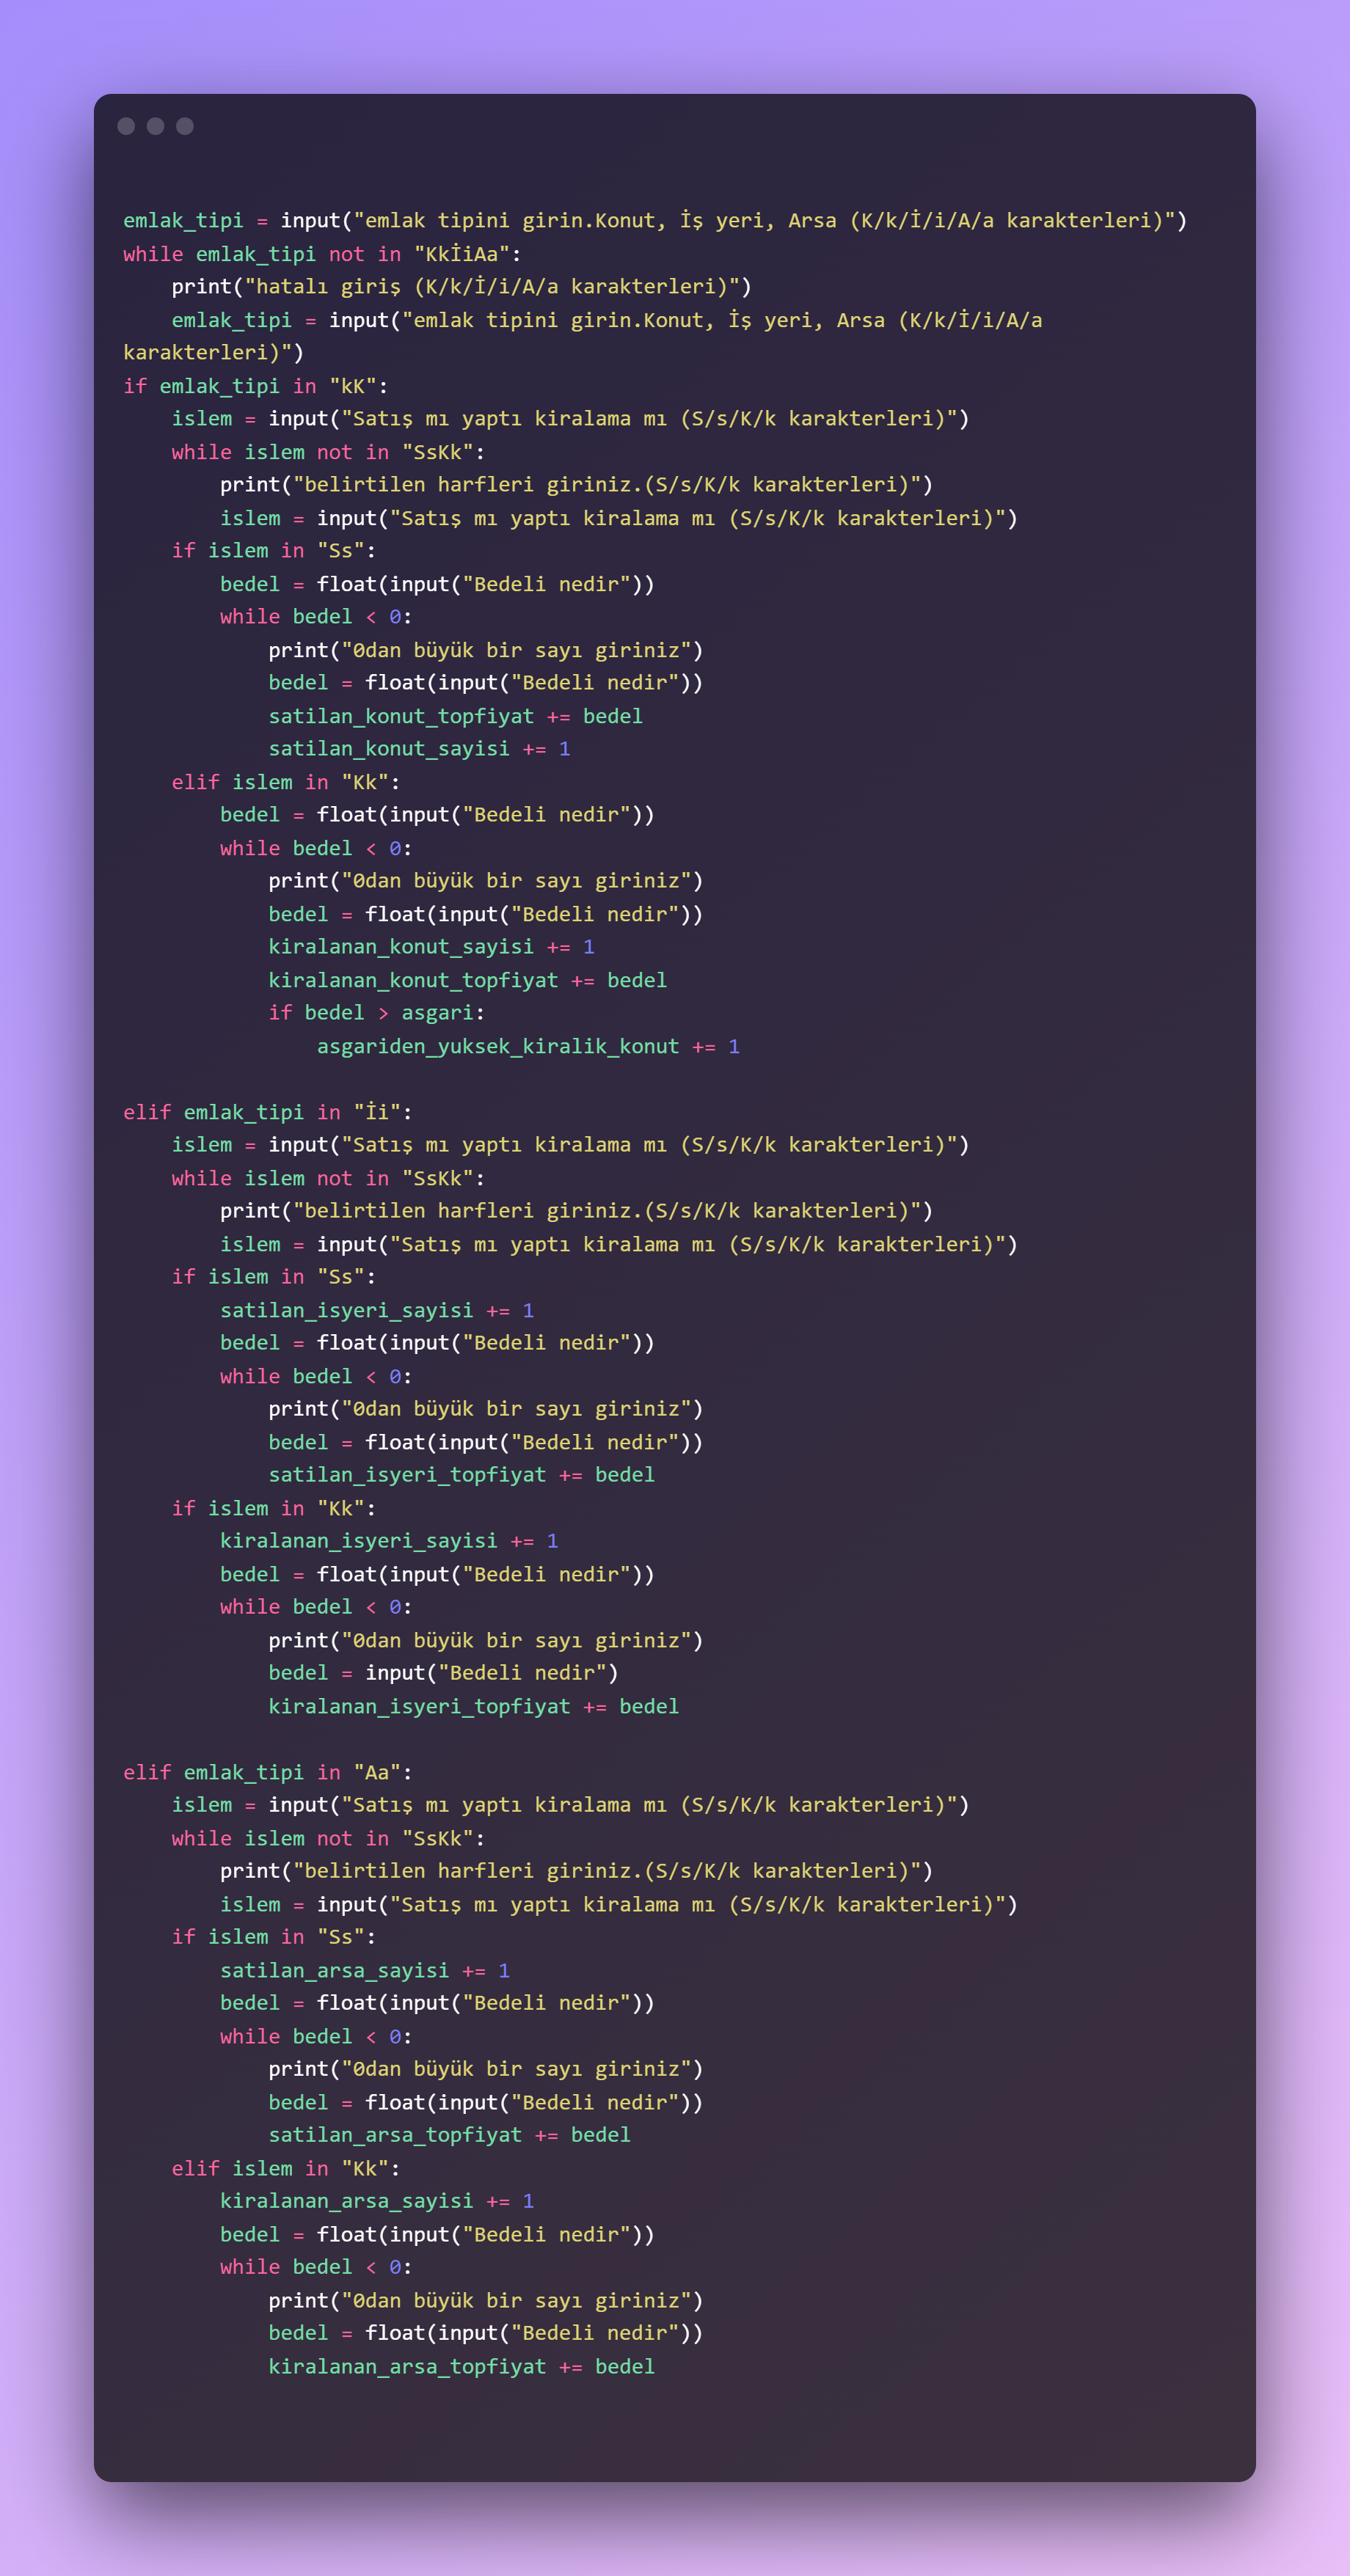 emlak_tipi = input("emlak tipini girin.Konut, İş yeri, Arsa (K/k/İ/i/A/a karakterleri)")
while emlak_tipi not in "KkİiAa":
    print("hatalı giriş (K/k/İ/i/A/a karakterleri)")
    emlak_tipi = input("emlak tipini girin.Konut, İş yeri, Arsa (K/k/İ/i/A/a
karakterleri)")
if emlak_tipi in "kK":
    islem = input("Satış mı yaptı kiralama mı (S/s/K/k karakterleri)")
    while islem not in "SsKk":
        print("belirtilen harfleri giriniz.(S/s/K/k karakterleri)")
        islem = input("Satış mı yaptı kiralama mı (S/s/K/k karakterleri)")
    if islem in "Ss":
        bedel = float(input("Bedeli nedir"))
        while bedel < 0:
            print("0dan büyük bir sayı giriniz")
            bedel = float(input("Bedeli nedir"))
            satilan_konut_topfiyat += bedel
            satilan_konut_sayisi += 1
    elif islem in "Kk":
        bedel = float(input("Bedeli nedir"))
        while bedel < 0:
            print("0dan büyük bir sayı giriniz")
            bedel = float(input("Bedeli nedir"))
            kiralanan_konut_sayisi += 1
            kiralanan_konut_topfiyat += bedel
            if bedel > asgari:
                asgariden_yuksek_kiralik_konut += 1

elif emlak_tipi in "İi":
    islem = input("Satış mı yaptı kiralama mı (S/s/K/k karakterleri)")
    while islem not in "SsKk":
        print("belirtilen harfleri giriniz.(S/s/K/k karakterleri)")
        islem = input("Satış mı yaptı kiralama mı (S/s/K/k karakterleri)")
    if islem in "Ss":
        satilan_isyeri_sayisi += 1
        bedel = float(input("Bedeli nedir"))
        while bedel < 0:
            print("0dan büyük bir sayı giriniz")
            bedel = float(input("Bedeli nedir"))
            satilan_isyeri_topfiyat += bedel
    if islem in "Kk":
        kiralanan_isyeri_sayisi += 1
        bedel = float(input("Bedeli nedir"))
        while bedel < 0:
            print("0dan büyük bir sayı giriniz")
            bedel = input("Bedeli nedir")
            kiralanan_isyeri_topfiyat += bedel

elif emlak_tipi in "Aa":
    islem = input("Satış mı yaptı kiralama mı (S/s/K/k karakterleri)")
    while islem not in "SsKk":
        print("belirtilen harfleri giriniz.(S/s/K/k karakterleri)")
        islem = input("Satış mı yaptı kiralama mı (S/s/K/k karakterleri)")
    if islem in "Ss":
        satilan_arsa_sayisi += 1
        bedel = float(input("Bedeli nedir"))
        while bedel < 0:
            print("0dan büyük bir sayı giriniz")
            bedel = float(input("Bedeli nedir"))
            satilan_arsa_topfiyat += bedel
    elif islem in "Kk":
        kiralanan_arsa_sayisi += 1
        bedel = float(input("Bedeli nedir"))
        while bedel < 0:
            print("0dan büyük bir sayı giriniz")
            bedel = float(input("Bedeli nedir"))
            kiralanan_arsa_topfiyat += bedel